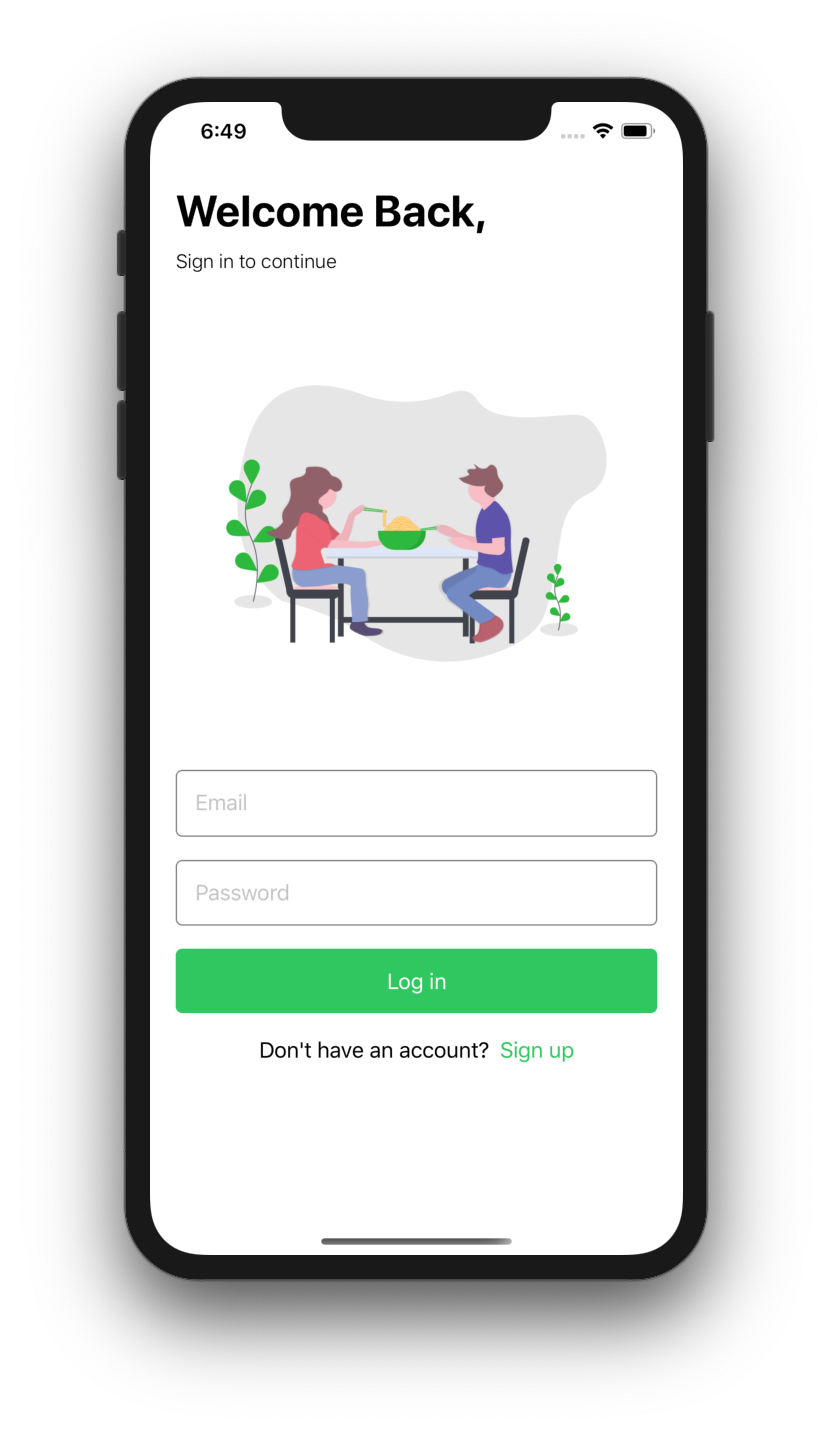 6:49
Welcome Back,
Sign in to continue
Email
Password
Log in
Don't have an account? Sign up